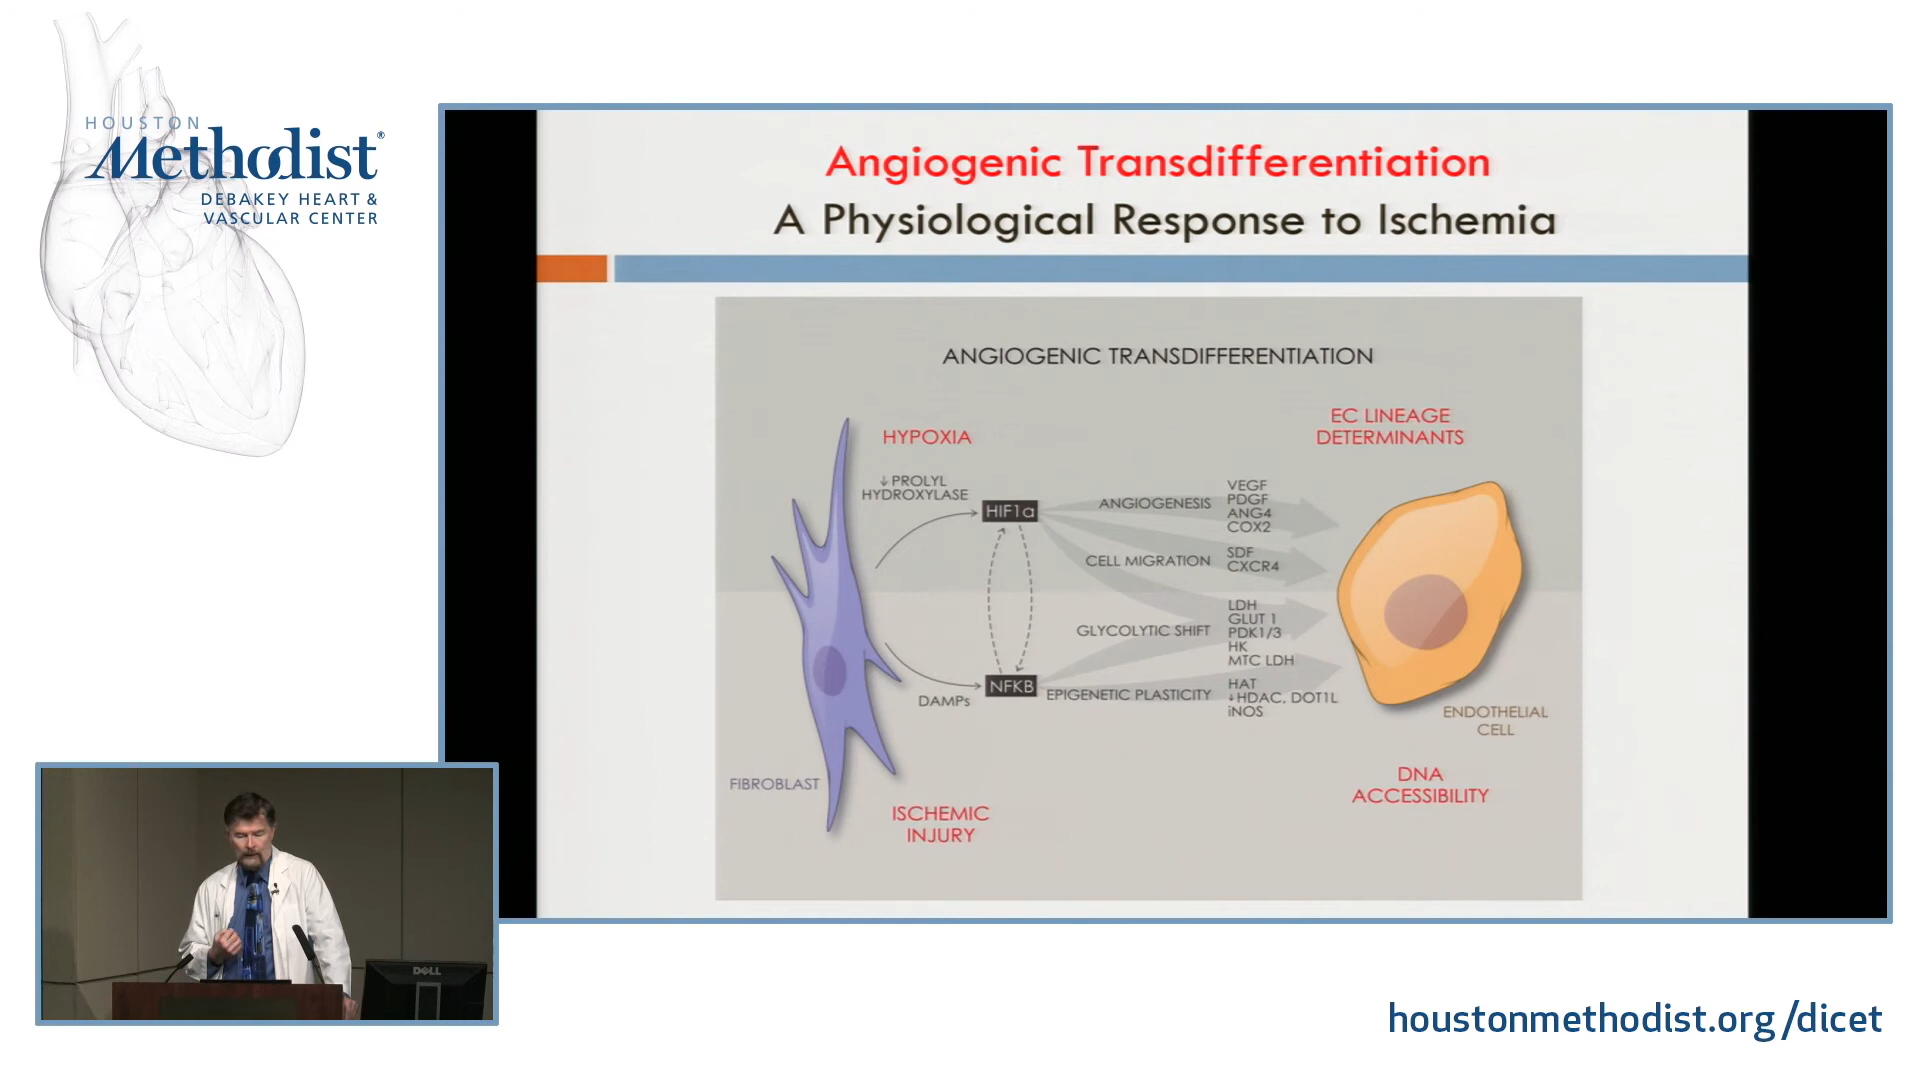 HOUSTON
Methodist®
DEBAKEY HEART &
VASCULAR CENTER
Angiogenic Transdifferentiation
A Physiological Response to Ischemia
ANGIOGENIC TRANSDIFFERENTIATION
HYPOXIA
EC LINEAGE
DETERMINANTS
↓ PROLYL
HYDROXYLASE
HIF1α
ANGIOGENESIS
VEGF
PDGF
ANG4
COX2
CELL MIGRATION
SDF
CXCR4
GLYCOLYTIC SHIFT
LDH
GLUT 1
PDK1/3
HK
MTC LDH
DAMPs
NFKB
EPIGENETIC PLASTICITY
HAT
↓HDAC, DOT1L
iNOS
ENDOTHELIAL
CELL
FIBROBLAST
ISCHEMIC
INJURY
DNA
ACCESSIBILITY
DELL
houstonmethodist.org/dicet